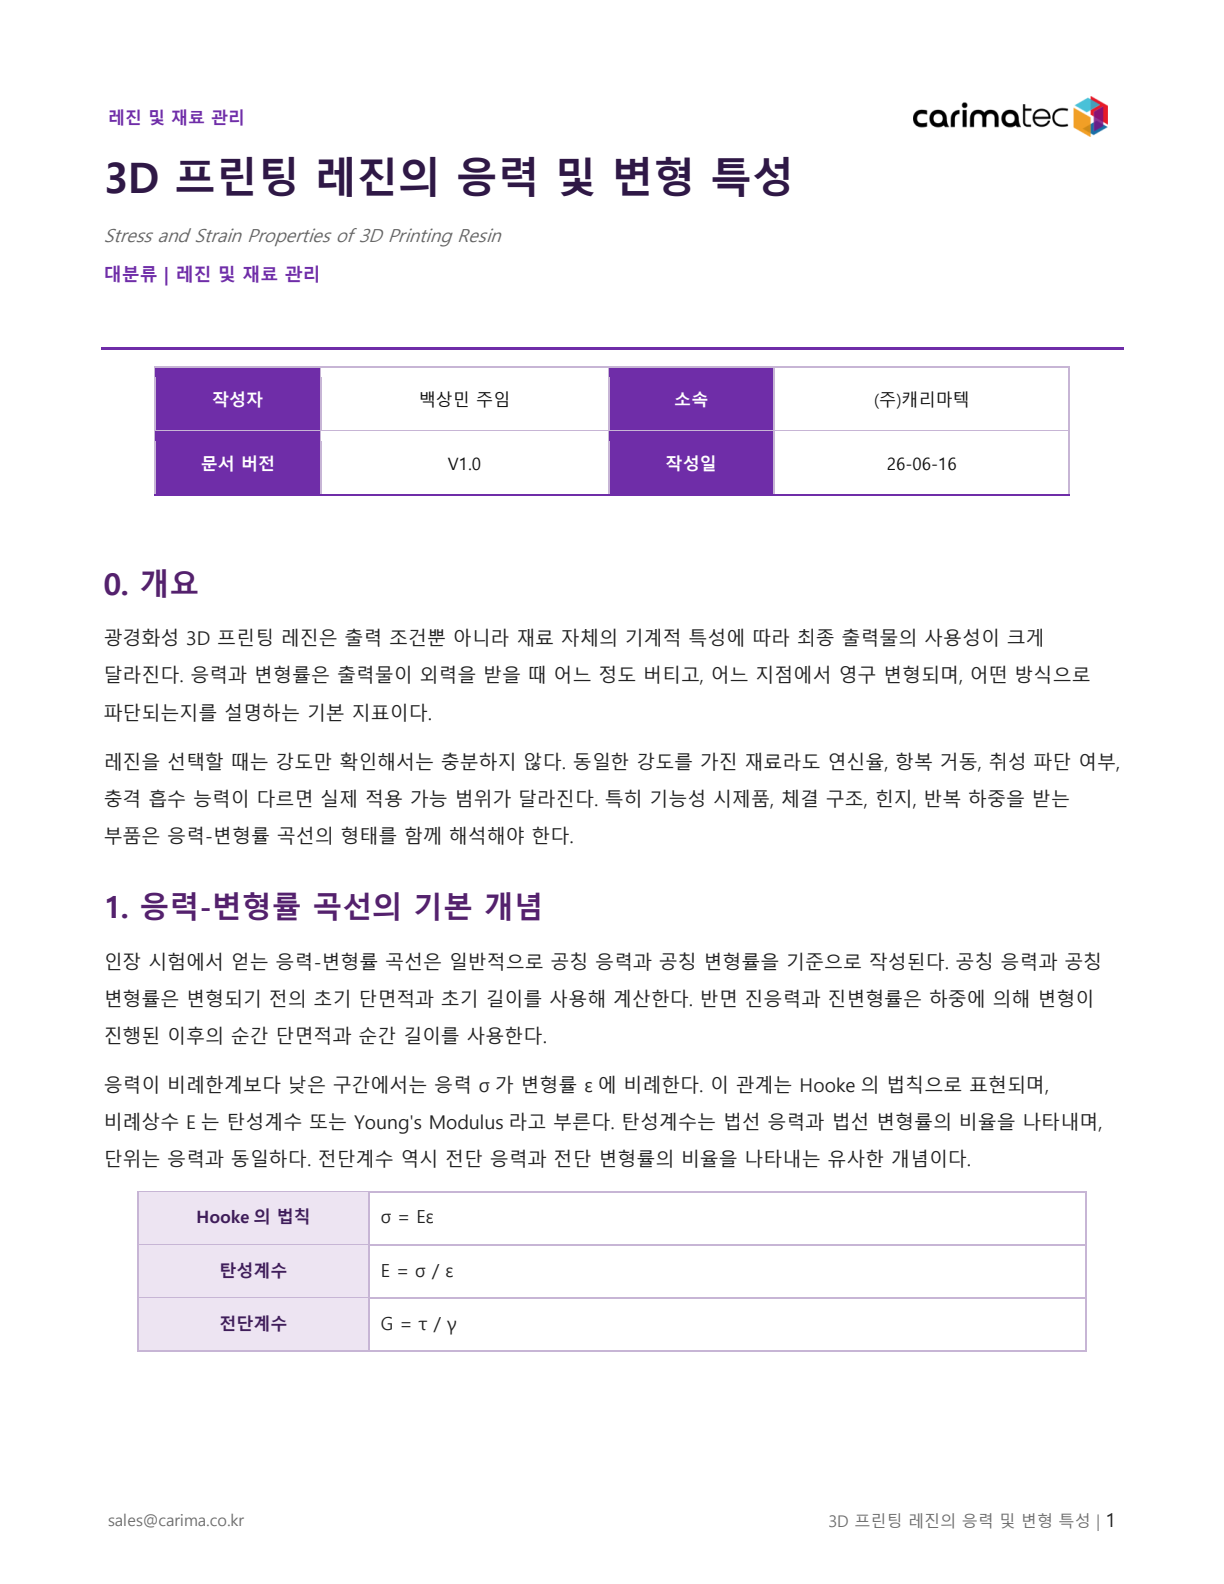 레진 및 재료 관리
carimatec
3D 프린팅 레진의 응력 및 변형 특성
Stress and Strain Properties of 3D Printing Resin
대분류 | 레진 및 재료 관리
작성자 백상민 주임 소속 (주)캐리마텍
문서 버전 V1.0 작성일 26-06-16
0. 개요
광경화성 3D 프린팅 레진은 출력 조건뿐 아니라 재료 자체의 기계적 특성에 따라 최종 출력물의 사용성이 크게
달라진다. 응력과 변형률은 출력물이 외력을 받을 때 어느 정도 버티고, 어느 지점에서 영구 변형되며, 어떤 방식으로
파단되는지를 설명하는 기본 지표이다.
레진을 선택할 때는 강도만 확인해서는 충분하지 않다. 동일한 강도를 가진 재료라도 연신율, 항복 거동, 취성 파단 여부,
충격 흡수 능력이 다르면 실제 적용 가능 범위가 달라진다. 특히 기능성 시제품, 체결 구조, 힌지, 반복 하중을 받는
부품은 응력-변형률 곡선의 형태를 함께 해석해야 한다.
1. 응력-변형률 곡선의 기본 개념
인장 시험에서 얻는 응력-변형률 곡선은 일반적으로 공칭 응력과 공칭 변형률을 기준으로 작성된다. 공칭 응력과 공칭
변형률은 변형되기 전의 초기 단면적과 초기 길이를 사용해 계산한다. 반면 진응력과 진변형률은 하중에 의해 변형이
진행된 이후의 순간 단면적과 순간 길이를 사용한다.
응력이 비례한계보다 낮은 구간에서는 응력 σ 가 변형률 ε 에 비례한다. 이 관계는 Hooke 의 법칙으로 표현되며,
비례상수 E 는 탄성계수 또는 Young's Modulus 라고 부른다. 탄성계수는 법선 응력과 법선 변형률의 비율을 나타내며,
단위는 응력과 동일하다. 전단계수 역시 전단 응력과 전단 변형률의 비율을 나타내는 유사한 개념이다.
Hooke 의 법칙 σ = Eε
탄성계수 E = σ / ε
전단계수 G = τ / γ
sales@carima.co.kr 3D 프린팅 레진의 응력 및 변형 특성 | 1